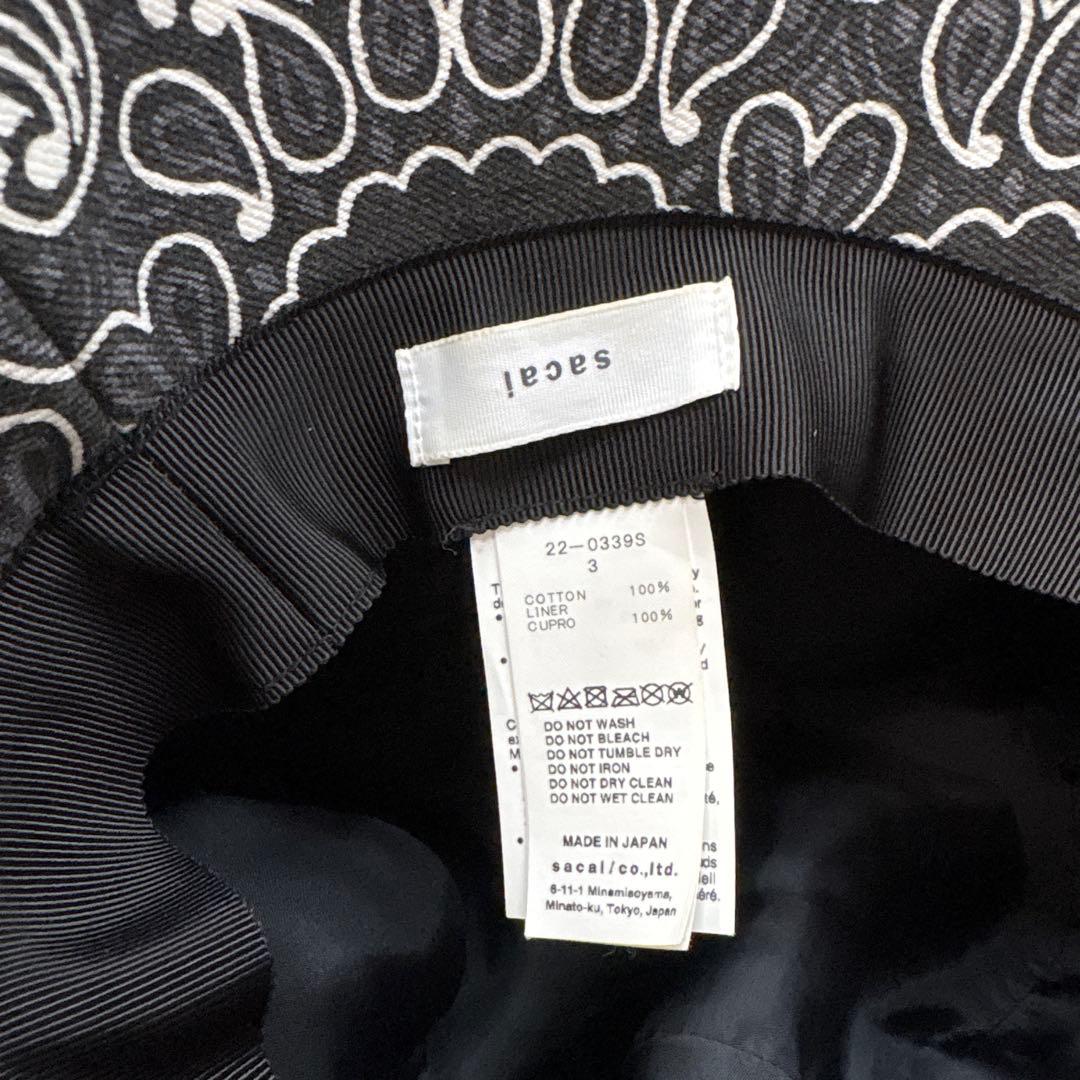 sacai
22-0339S
3
COTTON 100%
LINER
CUPRO 100%
DO NOT WASH
DO NOT BLEACH
DO NOT TUMBLE DRY
DO NOT IRON
DO NOT DRY CLEAN
DO NOT WET CLEAN
MADE IN JAPAN
sacai/co.,ltd.
6-11-1 Minamiaoyama,
Minato-ku, Tokyo, Japan